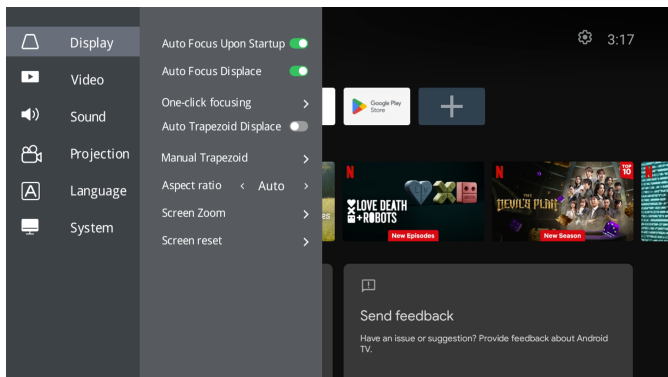 Display
Video
Sound
Projection
Language
System
Auto Focus Upon Startup
Auto Focus Displace
One-click focusing
Auto Trapezoid Displace
Manual Trapezoid
Aspect ratio < Auto >
Screen Zoom
Screen reset
3:17
Google Play
Store
es
N
LOVE DEATH
+ROBOTS
New Episodes
N
TOP
10
THE
DEVIL'S PLAN
New Season
N
Send feedback
Have an issue or suggestion? Provide feedback about Android
TV.